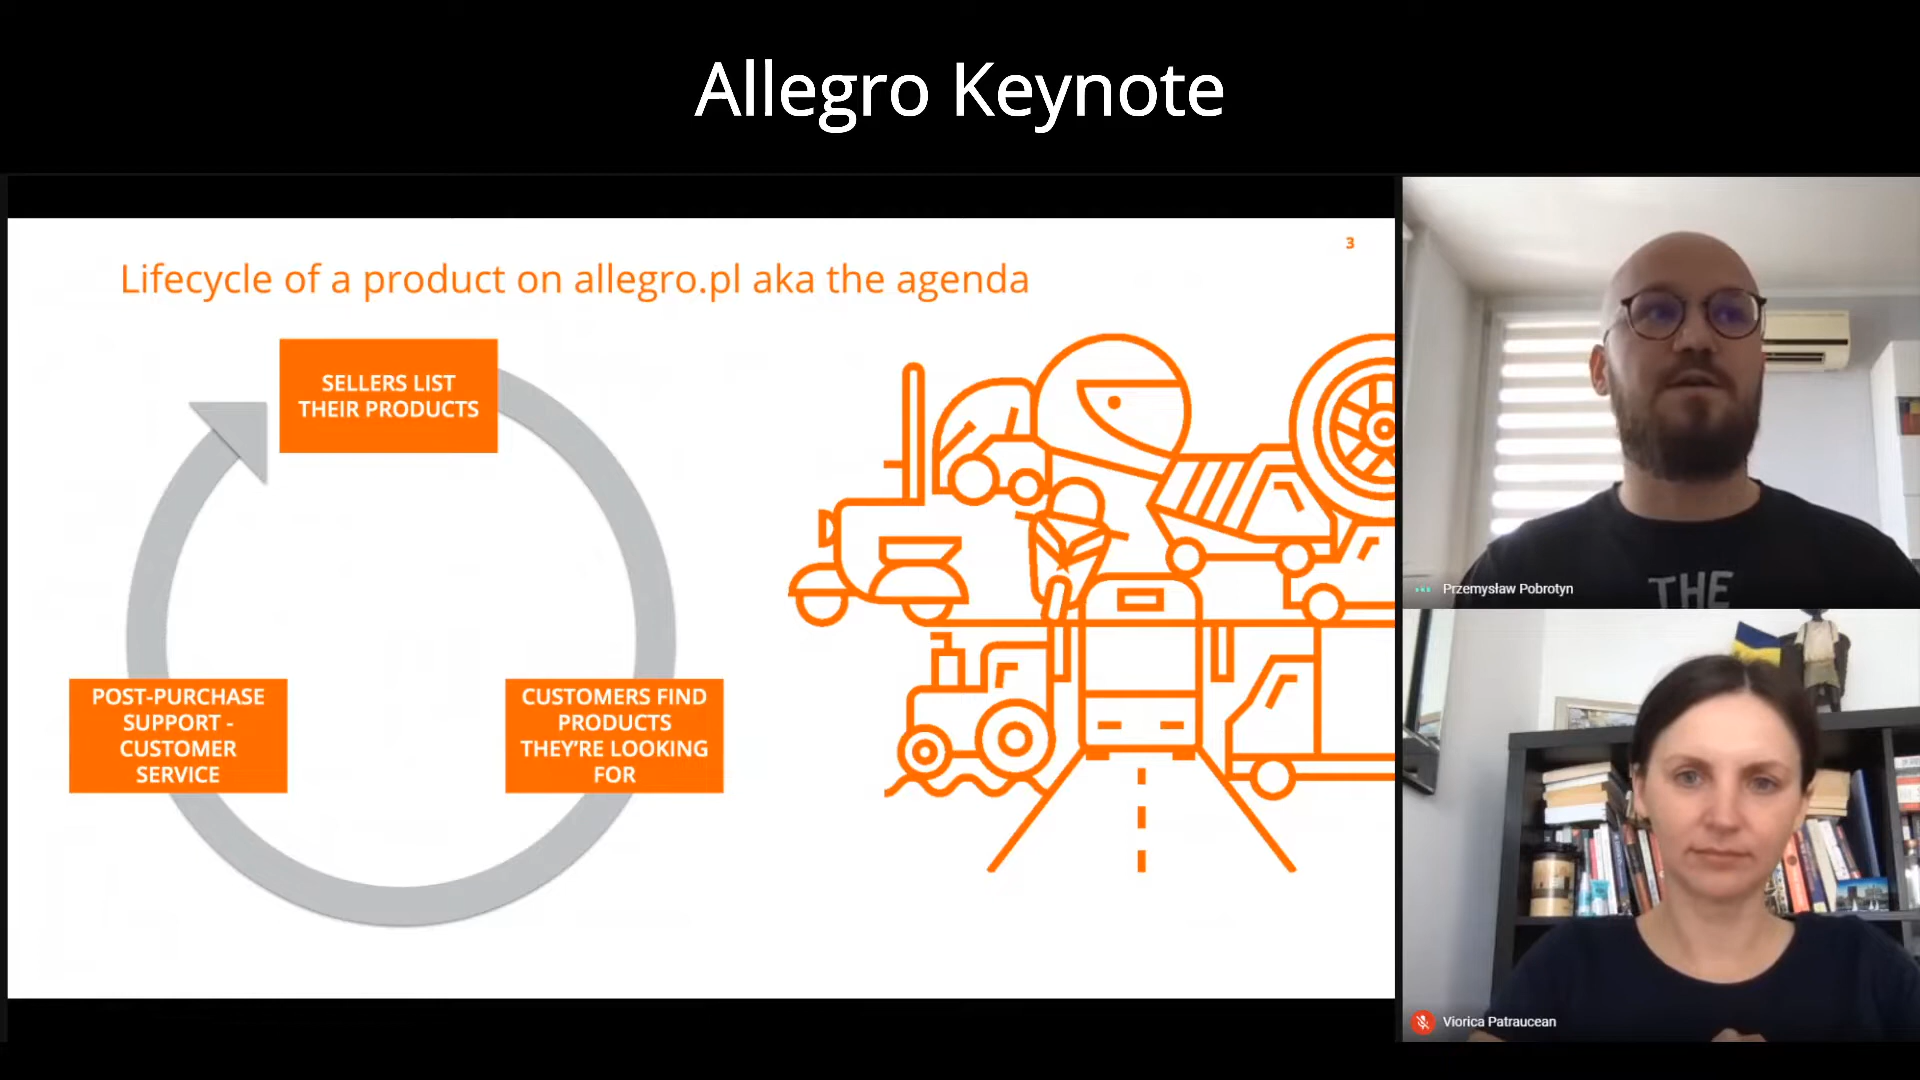 Allegro Keynote
3
Lifecycle of a product on allegro.pl aka the agenda
SELLERS LIST
THEIR PRODUCTS
POST-PURCHASE
SUPPORT -
CUSTOMER
SERVICE
CUSTOMERS FIND
PRODUCTS
THEY'RE LOOKING
FOR
THE
Przemysław Pobrotyn
Viorica Patraucean